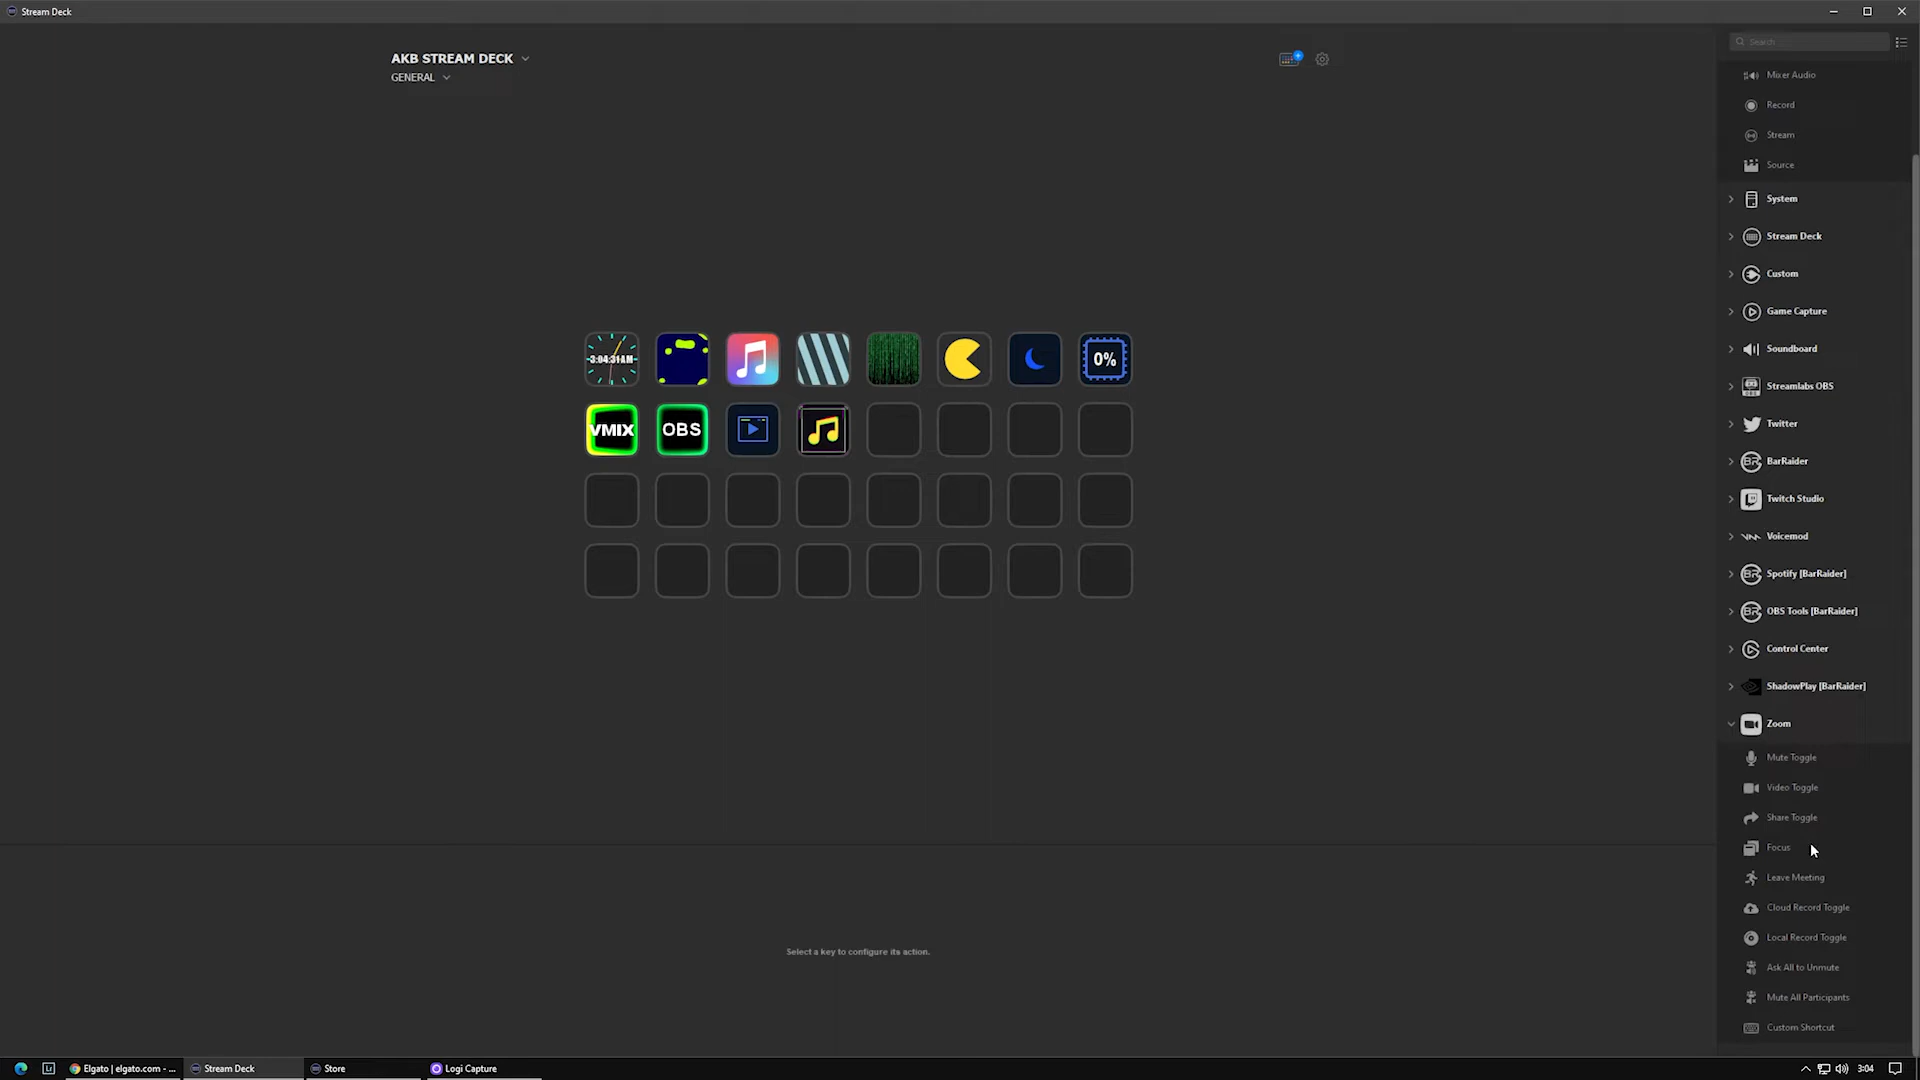 Stream Deck
AKB STREAM DECK
GENERAL
Search
Mixer Audio
Record
Stream
Source
System
Stream Deck
Custom
Game Capture
Soundboard
Streamlabs OBS
Twitter
BarRaider
Twitch Studio
Voicemod
Spotify [BarRaider]
OBS Tools [BarRaider]
Control Center
ShadowPlay [BarRaider]
Zoom
Mute Toggle
Video Toggle
Share Toggle
Focus
Leave Meeting
Cloud Record Toggle
Local Record Toggle
Ask All to Unmute
Mute All Participants
Custom Shortcut
3:04:31AM
0%
VMIX
OBS
Select a key to configure its action.
Elgato | elgato.com - ...
Stream Deck
Store
Logi Capture
3:04